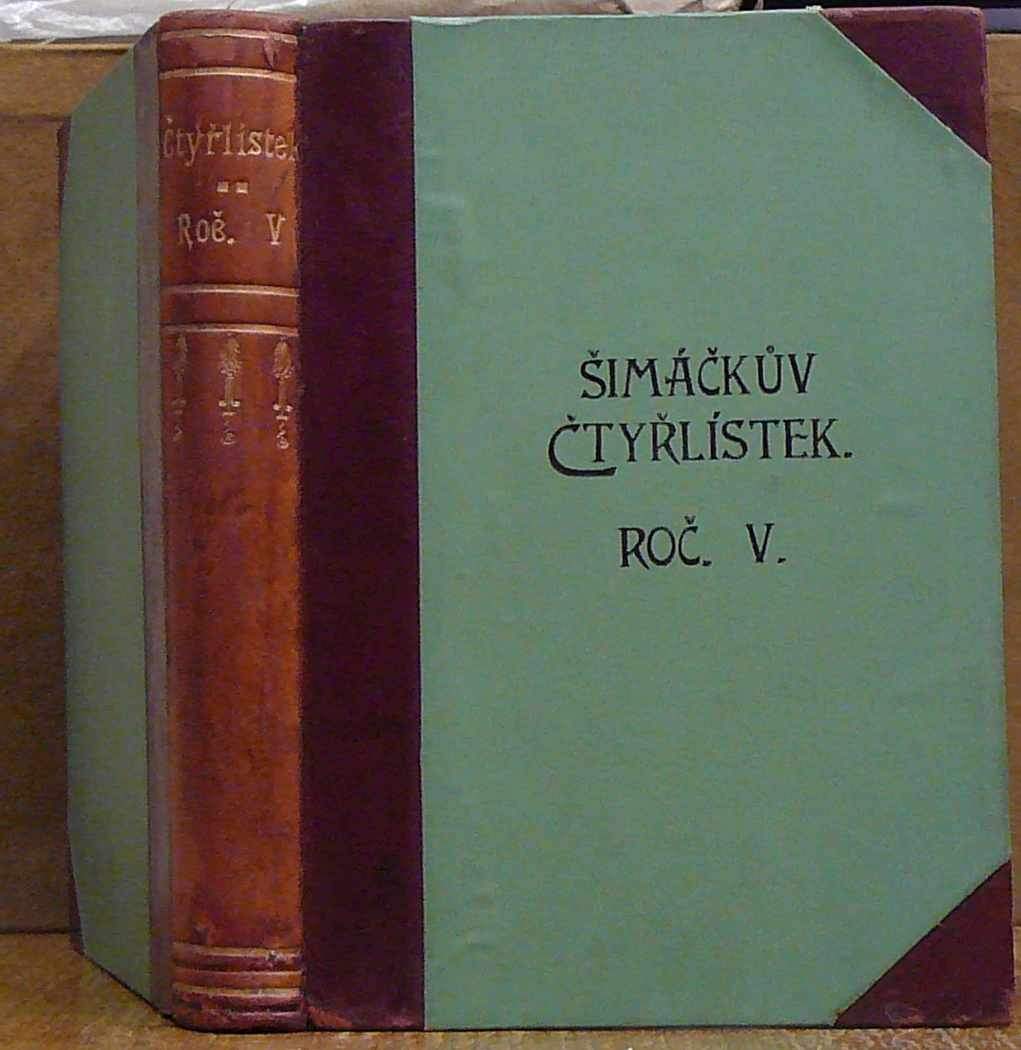 Čtyřlístek
Roč. V
ŠIMÁČKŮV
ČTYŘLÍSTEK.
ROČ. V.